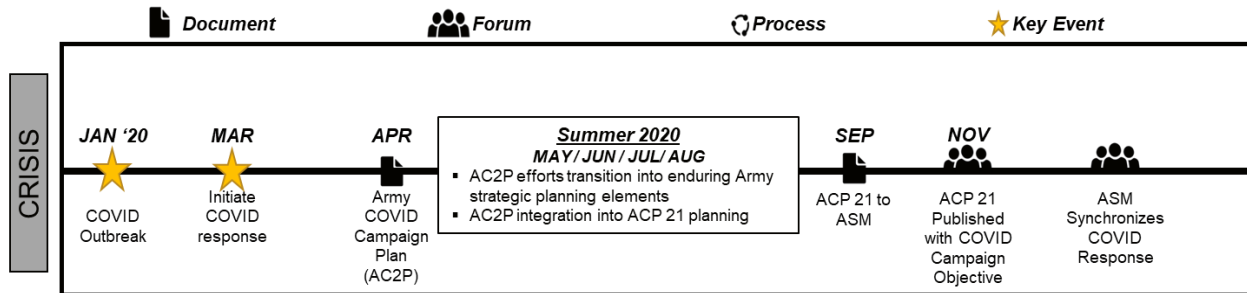 Document
Forum
Process
Key Event
CRISIS
JAN ‘20
COVID
Outbreak
MAR
Initiate
COVID
response
APR
Army
COVID
Campaign
Plan
(AC2P)
Summer 2020
MAY / JUN / JUL/ AUG
▪ AC2P efforts transition into enduring Army
strategic planning elements
▪ AC2P integration into ACP 21 planning
SEP
ACP 21 to
ASM
NOV
ACP 21
Published
with COVID
Campaign
Objective
ASM
Synchronizes
COVID
Response